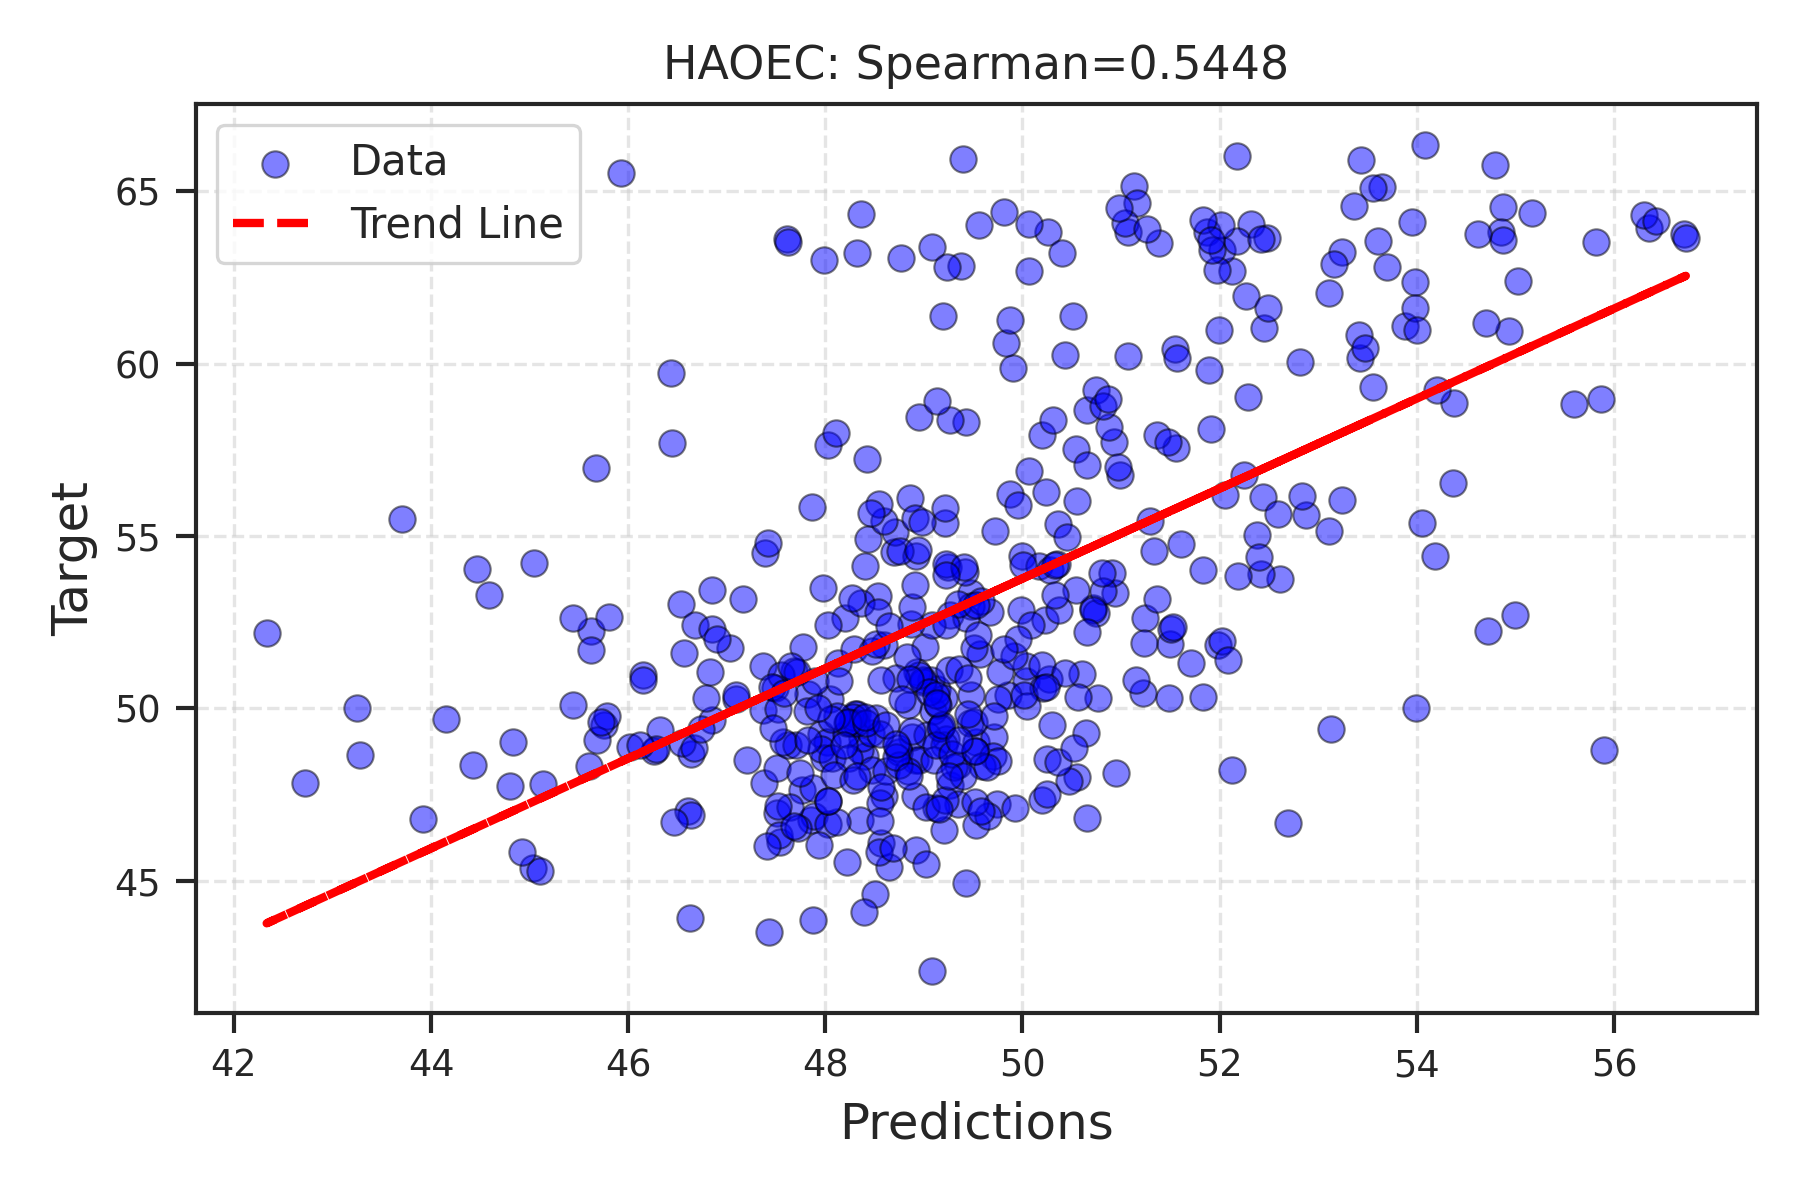 HAOEC: Spearman=0.5448
Data
Trend Line
65
60
55
50
45
Target
42 44 46 48 50 52 54 56
Predictions